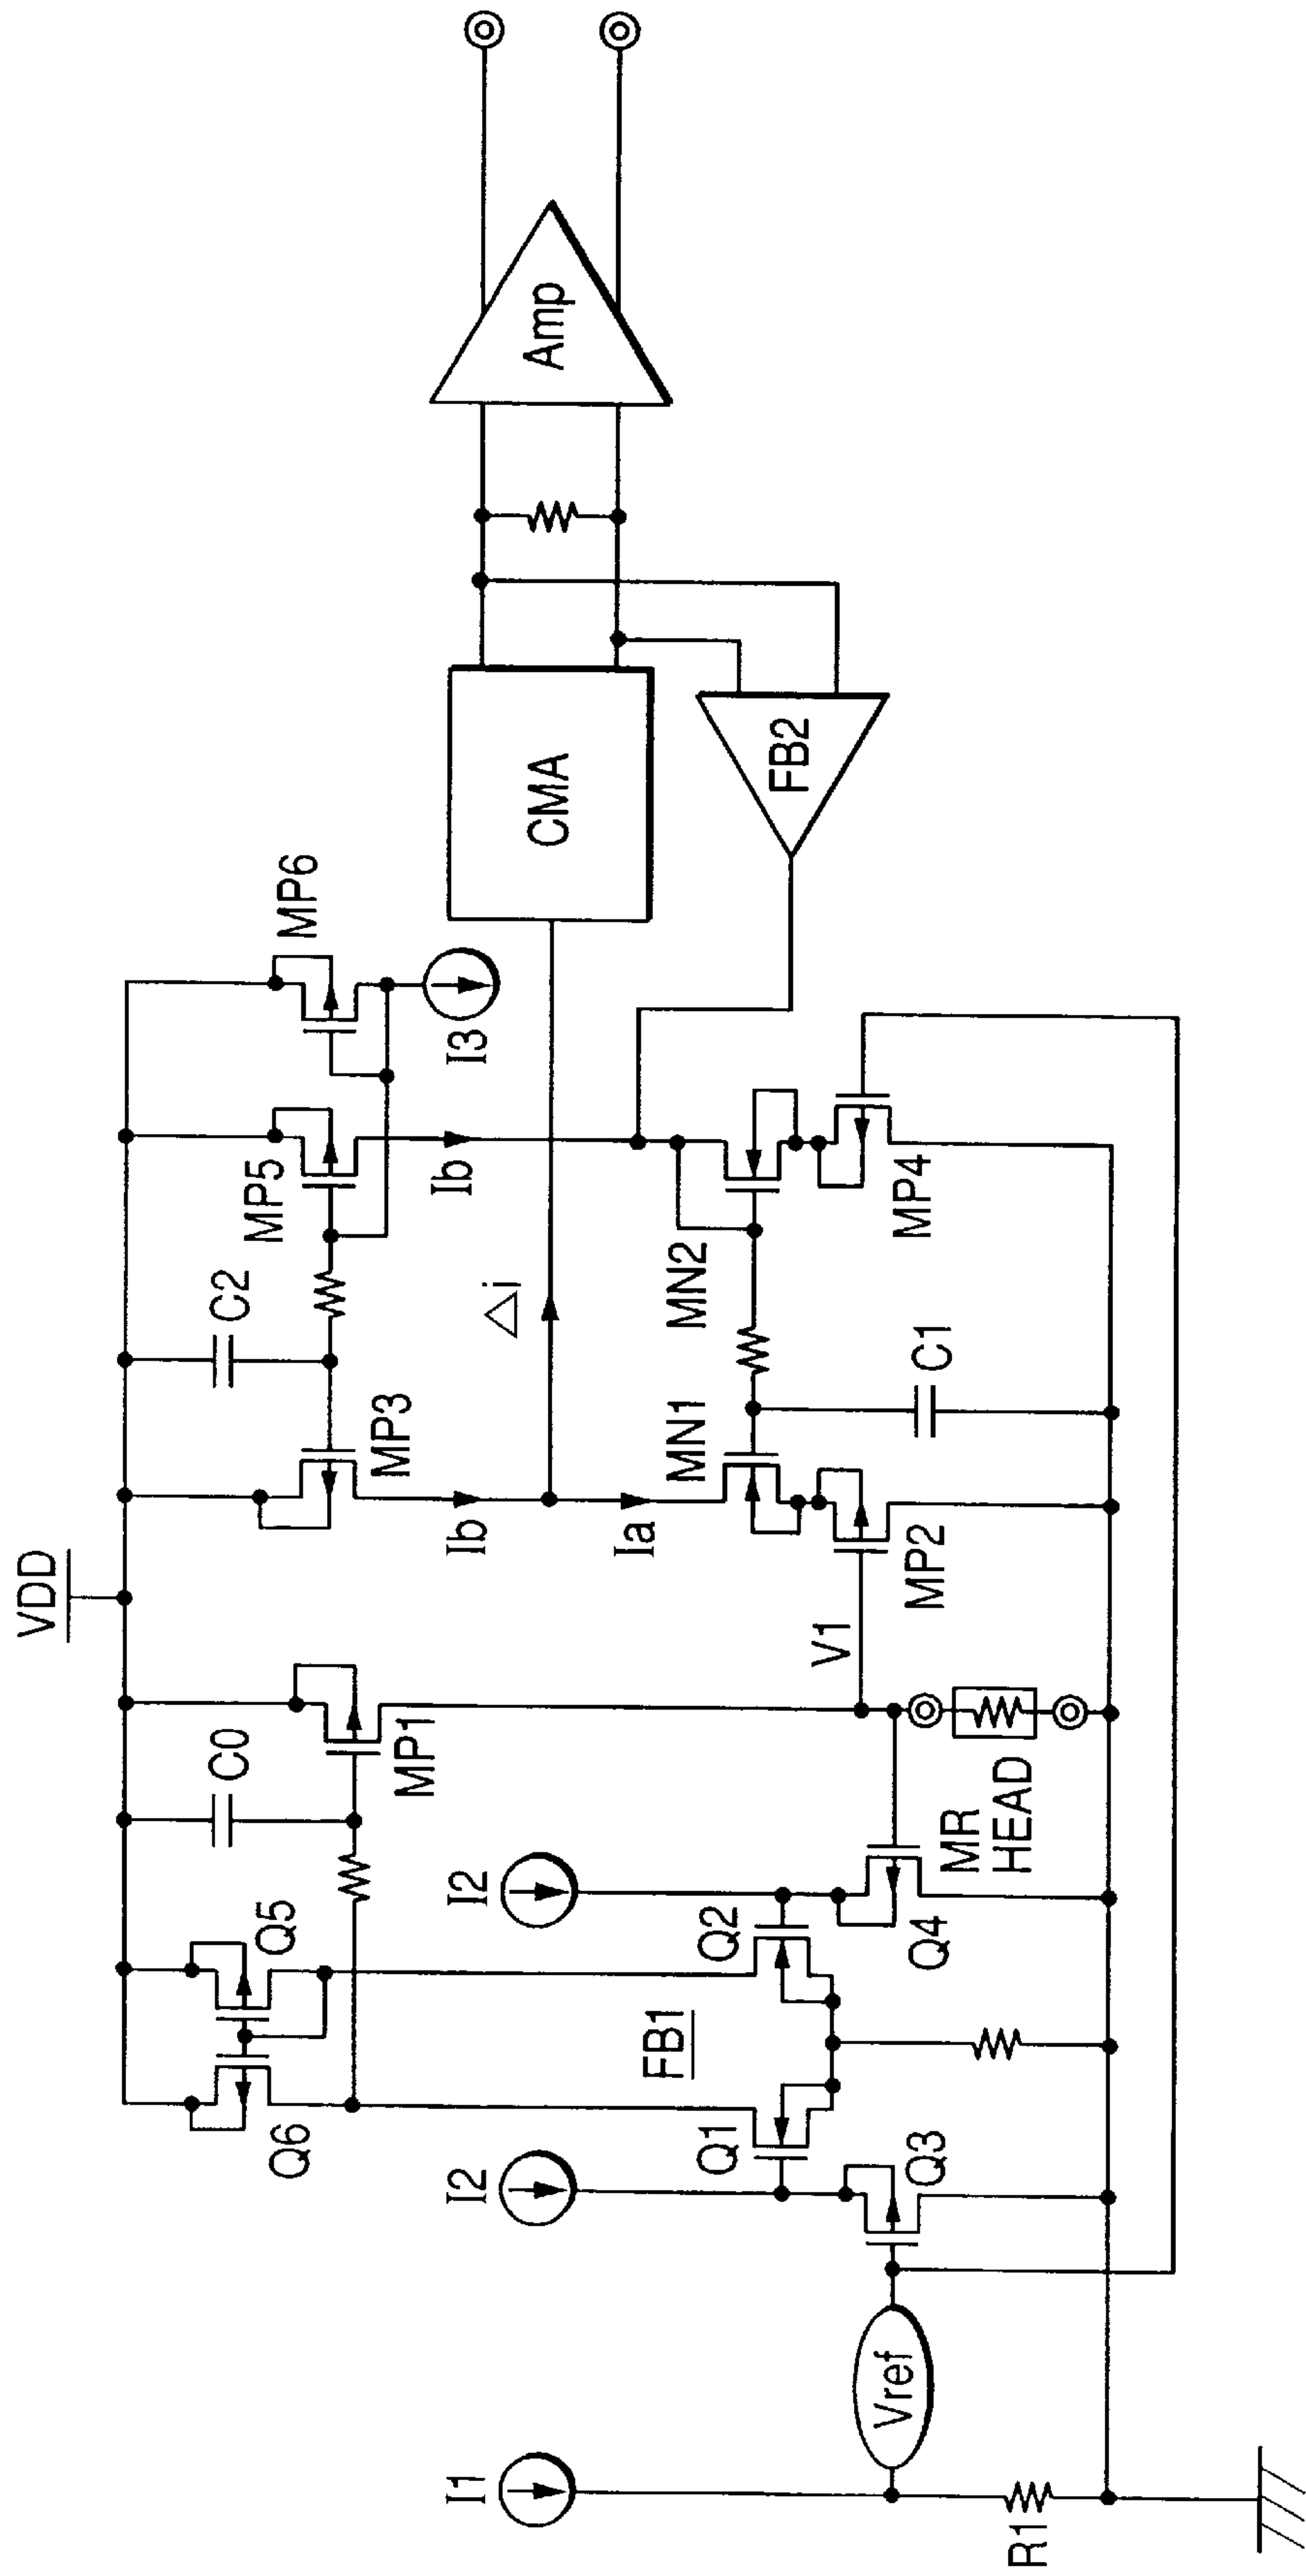 VDD
Q6
Q5
C0
MP1
C2
MP3
MP5
MP6
I3
I1
I2
I2
FB1
Q1
Q2
Ib
Ia
△i
Ib
CMA
Amp
Vref
Q3
Q4
V1
MN1
MN2
FB2
MR
HEAD
MP2
C1
MP4
R1